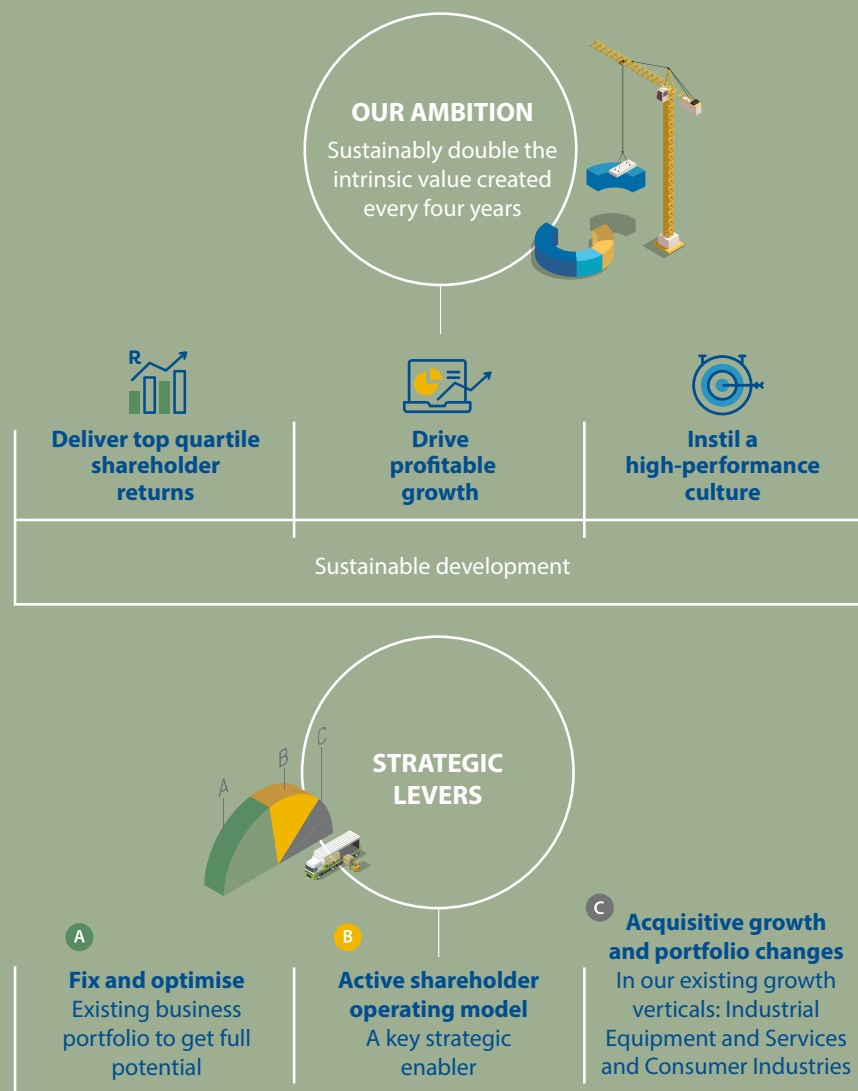 OUR AMBITION
Sustainably double the
intrinsic value created
every four years
R
Deliver top quartile
shareholder
returns
Drive
profitable
growth
Instil a
high-performance
culture
Sustainable development
STRATEGIC
LEVERS
A
B
C
A
Fix and optimise
Existing business
portfolio to get full
potential
B
Active shareholder
operating model
A key strategic
enabler
C
Acquisitive growth
and portfolio changes
In our existing growth
verticals: Industrial
Equipment and Services
and Consumer Industries